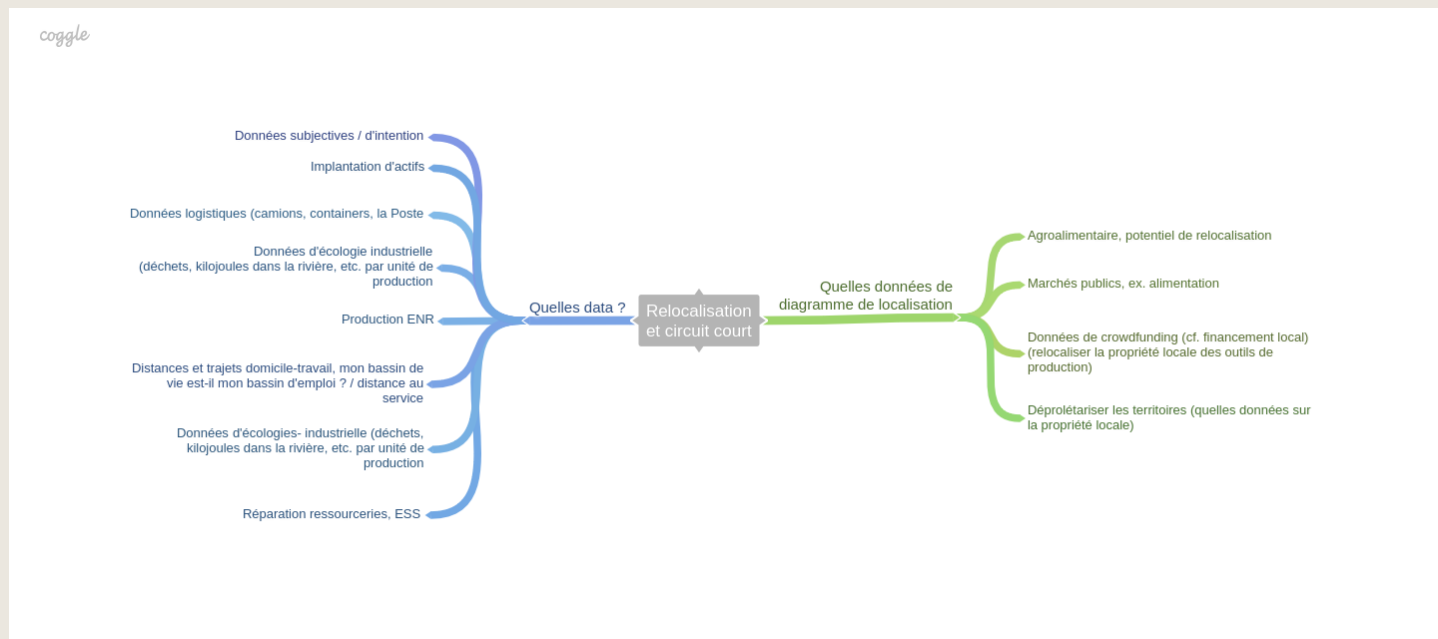 coggle
Données subjectives / d'intention
Implantation d'actifs
Données logistiques (camions, containers, la Poste
Données d'écologie industrielle
(déchets, kilojoules dans la rivière, etc. par unité de
production
Production ENR
Distances et trajets domicile-travail, mon bassin de
vie est-il mon bassin d'emploi ? / distance au
service
Données d'écologies- industrielle (déchets,
kilojoules dans la rivière, etc. par unité de
production
Réparation ressourceries, ESS
Quelles data ?
Relocalisation
et circuit court
Quelles données de
diagramme de localisation
Agroalimentaire, potentiel de relocalisation
Marchés publics, ex. alimentation
Données de crowdfunding (cf. financement local)
(relocaliser la propriété locale des outils de
production)
Déprolétariser les territoires (quelles données sur
la propriété locale)